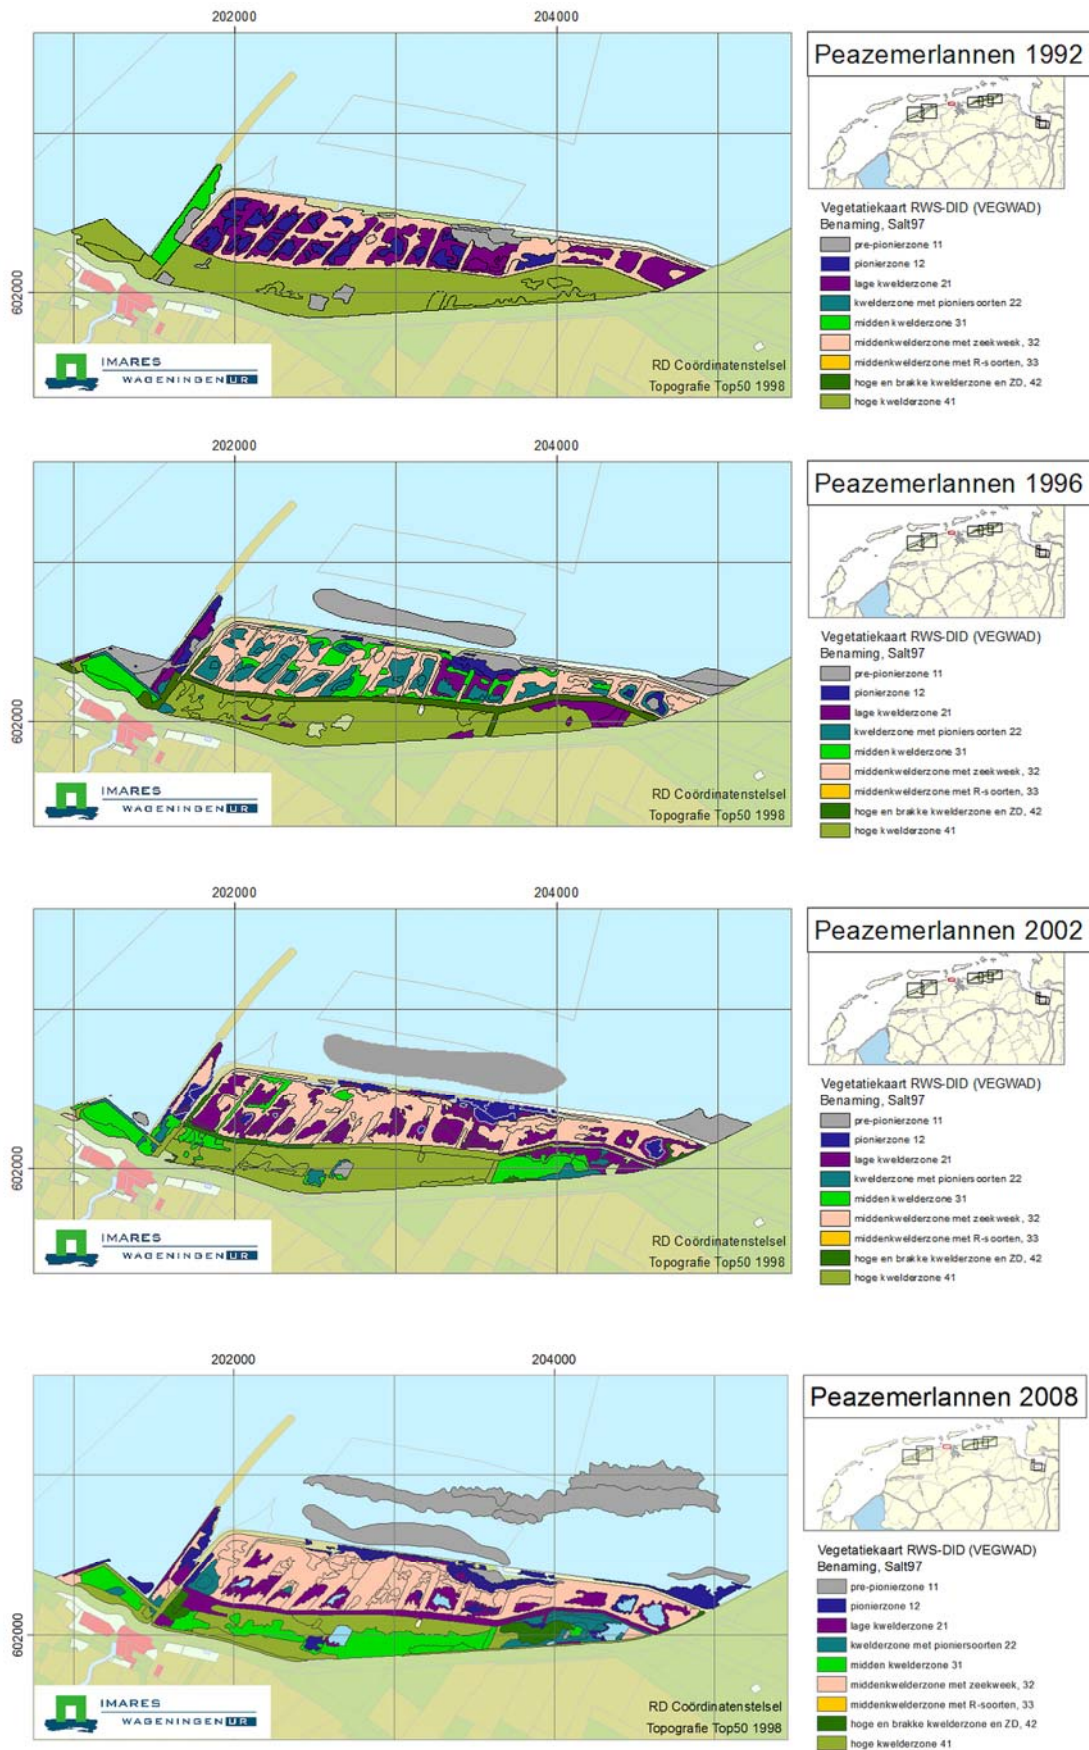 202000 204000
Peazemerlannen 1992
602000
Vegetatiekaart RWS-DID (VEGWAD)
Benaming, Salt97
pre-pionierzone 11
pionierzone 12
lage kwelderzone 21
kwelderzone met pioniersoorten 22
midden kwelderzone 31
middenkwelderzone met zeekweek, 32
middenkwelderzone met R-soorten, 33
hoge en brakke kwelderzone en ZD, 42
hoge kwelderzone 41
IMARES
WAGENINGEN UR
RD Coördinatenstelsel
Topografie Top50 1998
202000 204000
Peazemerlannen 1996
602000
Vegetatiekaart RWS-DID (VEGWAD)
Benaming, Salt97
pre-pionierzone 11
pionierzone 12
lage kwelderzone 21
kwelderzone met pioniersoorten 22
midden kwelderzone 31
middenkwelderzone met zeekweek, 32
middenkwelderzone met R-soorten, 33
hoge en brakke kwelderzone en ZD, 42
hoge kwelderzone 41
IMARES
WAGENINGEN UR
RD Coördinatenstelsel
Topografie Top50 1998
202000 204000
Peazemerlannen 2002
602000
Vegetatiekaart RWS-DID (VEGWAD)
Benaming, Salt97
pre-pionierzone 11
pionierzone 12
lage kwelderzone 21
kwelderzone met pioniersoorten 22
midden kwelderzone 31
middenkwelderzone met zeekweek, 32
middenkwelderzone met R-soorten, 33
hoge en brakke kwelderzone en ZD, 42
hoge kwelderzone 41
IMARES
WAGENINGEN UR
RD Coördinatenstelsel
Topografie Top50 1998
202000 204000
Peazemerlannen 2008
602000
Vegetatiekaart RWS-DID (VEGWAD)
Benaming, Salt97
pre-pionierzone 11
pionierzone 12
lage kwelderzone 21
kwelderzone met pioniersoorten 22
midden kwelderzone 31
middenkwelderzone met zeekweek, 32
middenkwelderzone met R-soorten, 33
hoge en brakke kwelderzone en ZD, 42
hoge kwelderzone 41
IMARES
WAGENINGEN UR
RD Coördinatenstelsel
Topografie Top50 1998